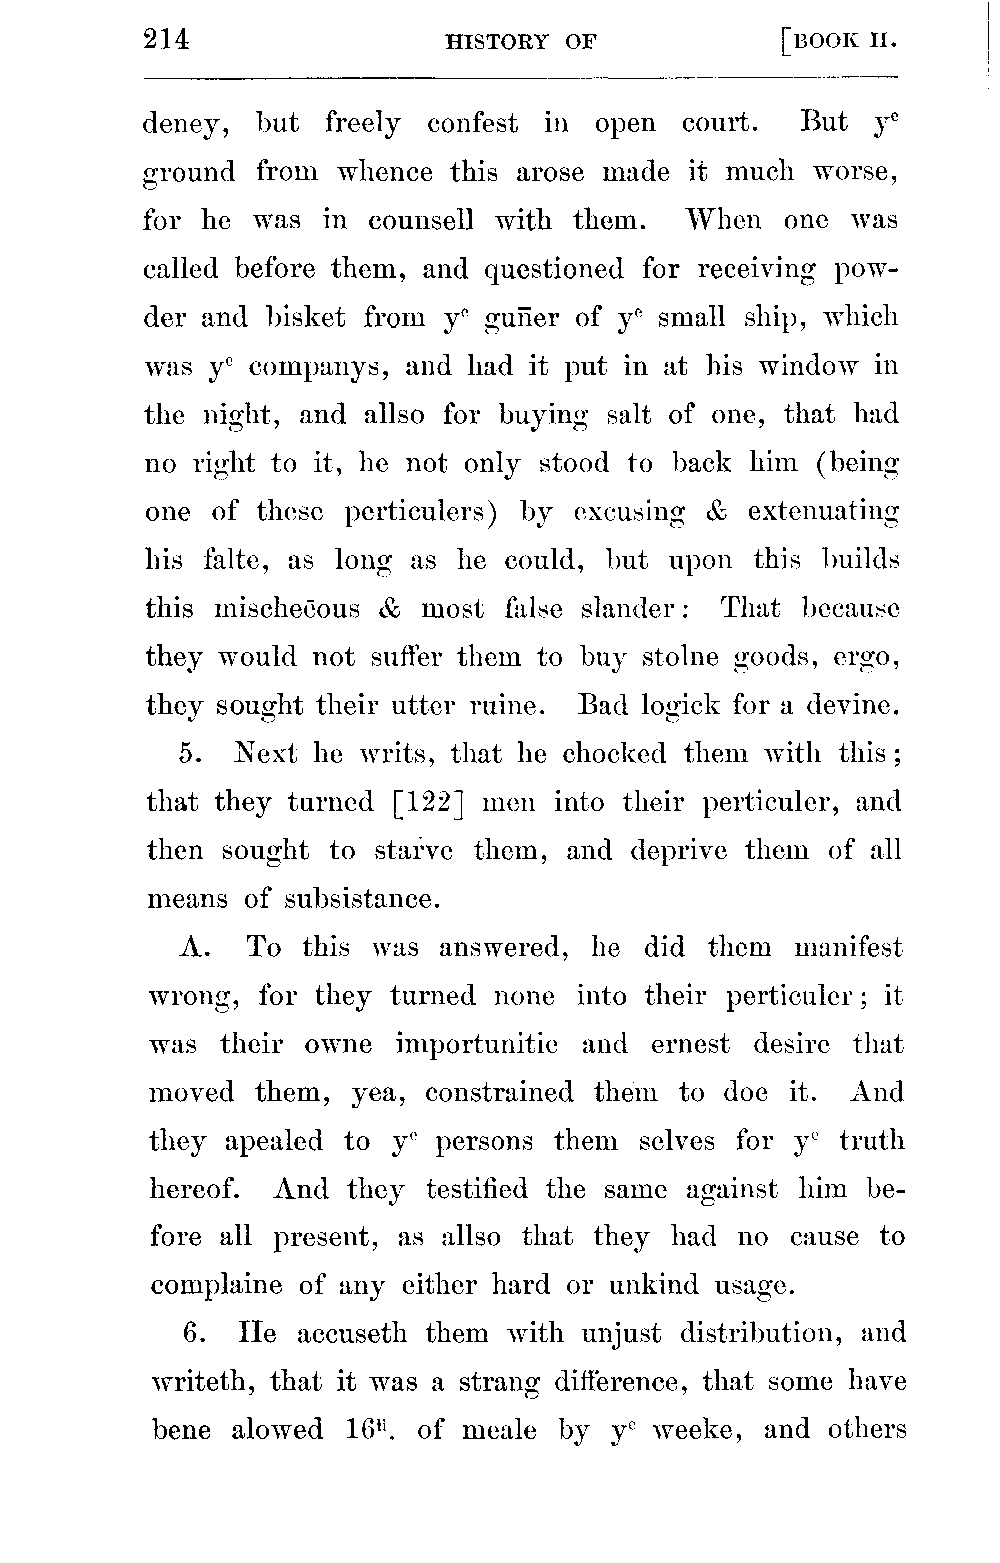 214 HISTORY OF [BOOK II.
deney, but freely confest in open court. But yᵉ
ground from whence this arose made it much worse,
for he was in counsell with them. When one was
called before them, and questioned for receiving pow-
der and bisket from yᵉ gun̄er of yᵉ small ship, which
was yᵉ companys, and had it put in at his window in
the night, and allso for buying salt of one, that had
no right to it, he not only stood to back him (being
one of these perticulers) by excusing & extenuating
his falte, as long as he could, but upon this builds
this mischeēous & most false slander: That because
they would not suffer them to buy stolne goods, ergo,
they sought their utter ruine. Bad logick for a devine.
5. Next he writs, that he chocked them with this;
that they turned [122] men into their perticuler, and
then sought to starve them, and deprive them of all
means of subsistance.
A. To this was answered, he did them manifest
wrong, for they turned none into their perticuler; it
was their owne importunitie and ernest desire that
moved them, yea, constrained them to doe it. And
they apealed to yᵉ persons them selves for yᵉ truth
hereof. And they testified the same against him be-
fore all present, as allso that they had no cause to
complaine of any either hard or unkind usage.
6. He accuseth them with unjust distribution, and
writeth, that it was a strang difference, that some have
bene alowed 16ˡⁱ. of meale by yᵉ weeke, and others